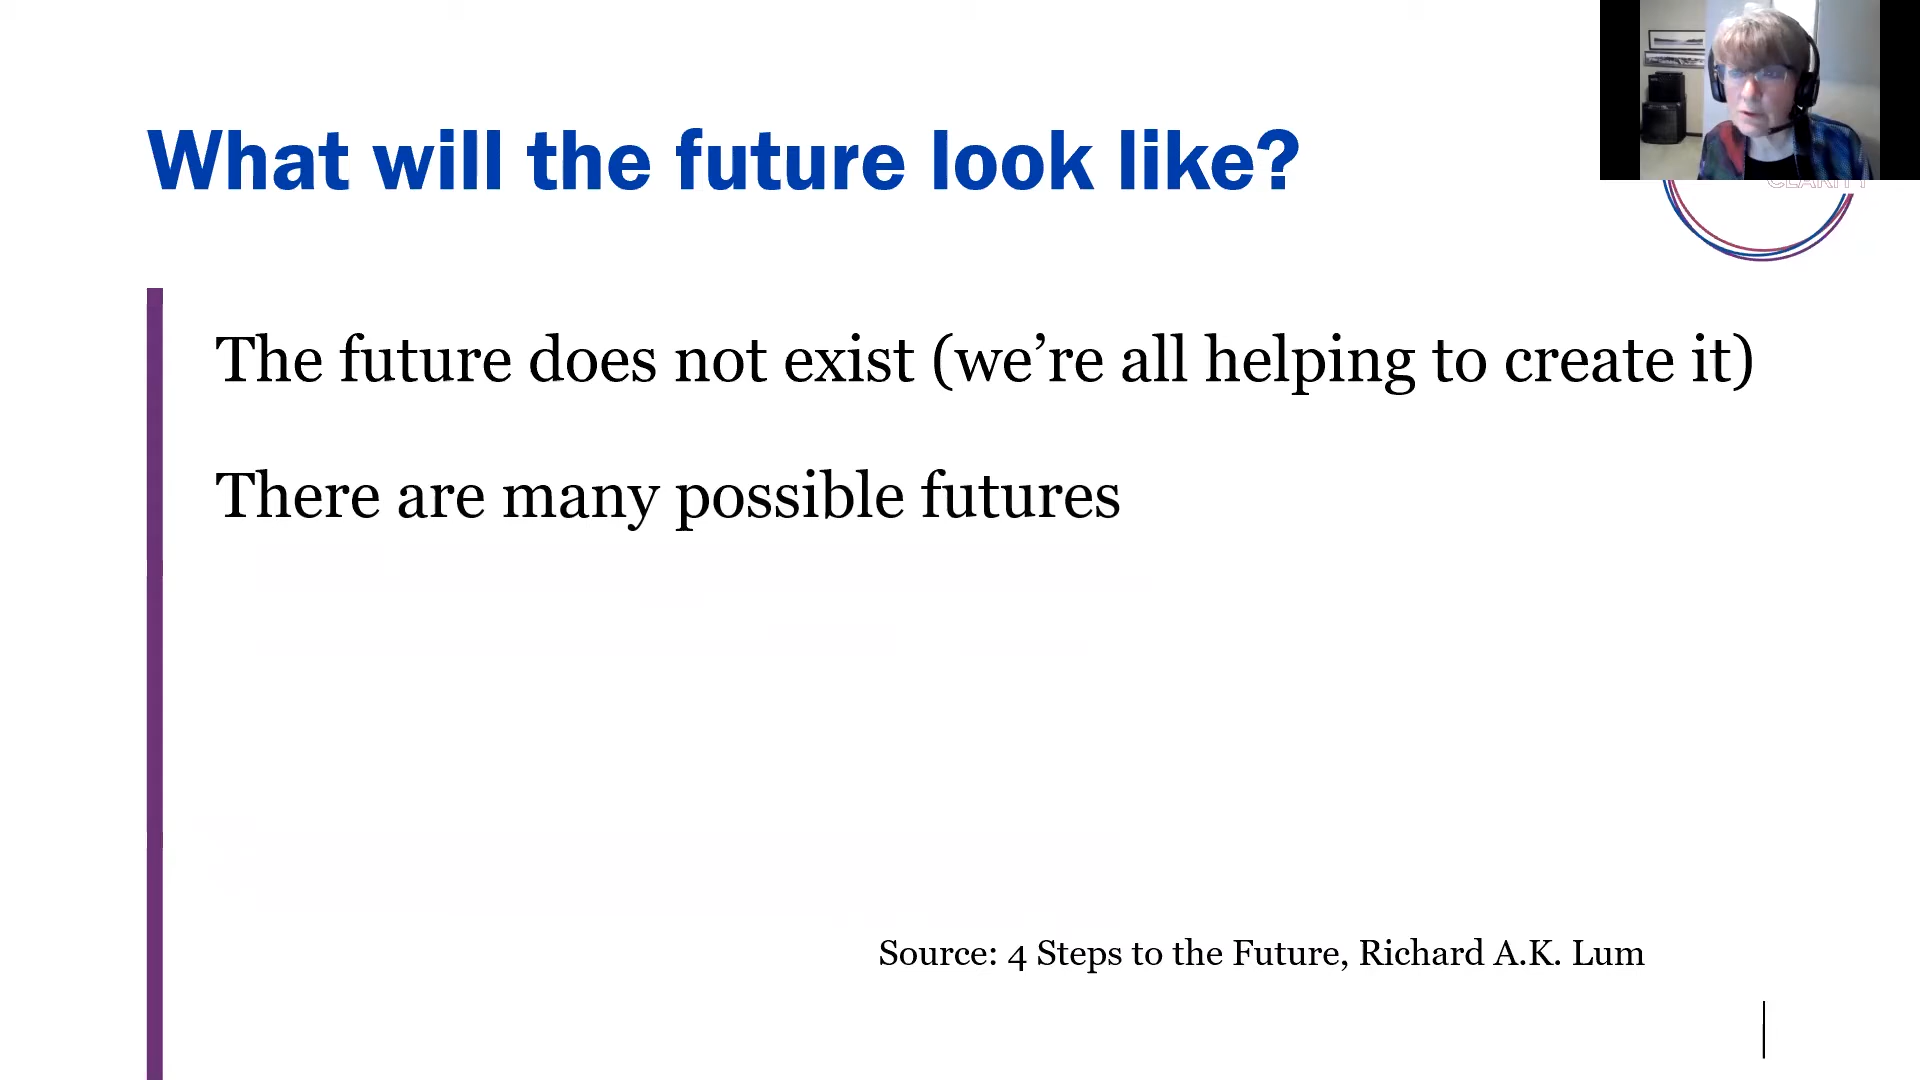 What will the future look like?
CLARITY
The future does not exist (we’re all helping to create it)
There are many possible futures
Source: 4 Steps to the Future, Richard A.K. Lum